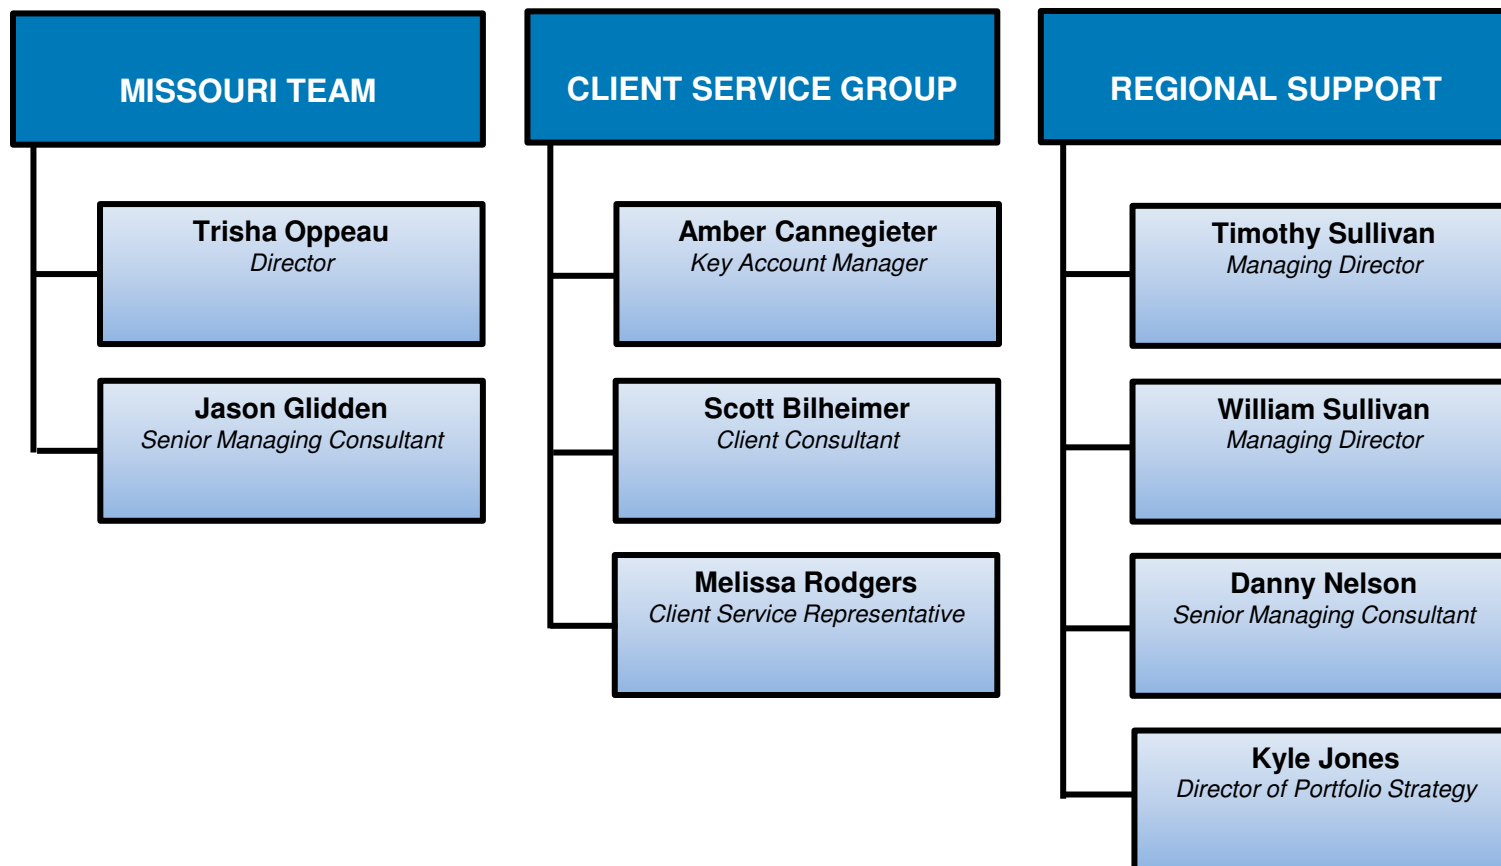 MISSOURI TEAM
Trisha Oppeau
Director
Jason Glidden
Senior Managing Consultant
CLIENT SERVICE GROUP
Amber Cannegieter
Key Account Manager
Scott Bilheimer
Client Consultant
Melissa Rodgers
Client Service Representative
REGIONAL SUPPORT
Timothy Sullivan
Managing Director
William Sullivan
Managing Director
Danny Nelson
Senior Managing Consultant
Kyle Jones
Director of Portfolio Strategy